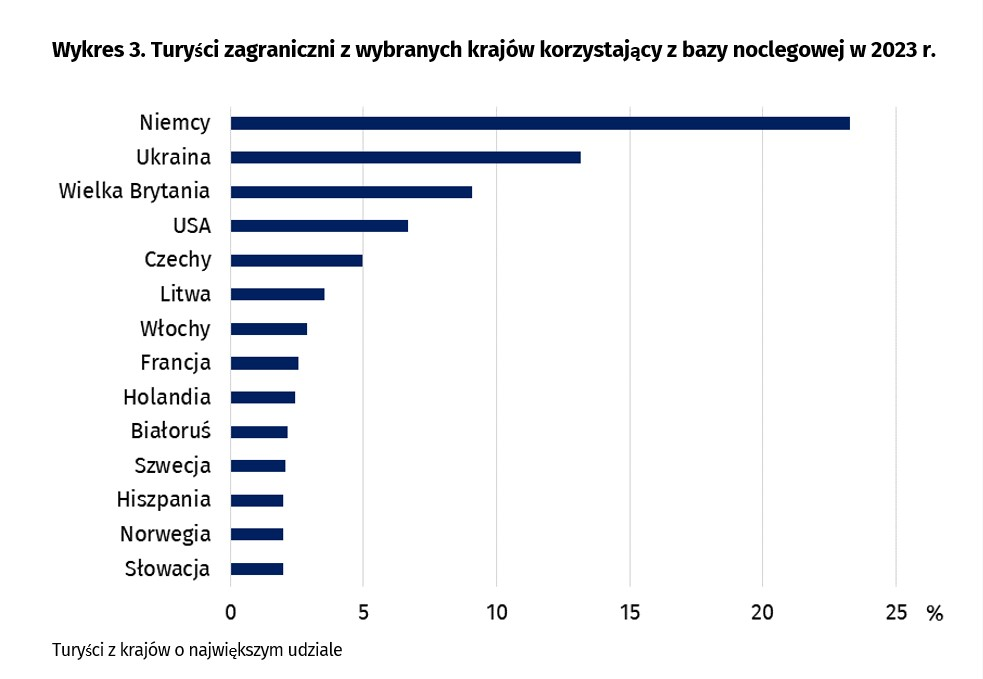 Wykres 3. Turyści zagraniczni z wybranych krajów korzystający z bazy noclegowej w 2023 r.
Niemcy
Ukraina
Wielka Brytania
USA
Czechy
Litwa
Włochy
Francja
Holandia
Białoruś
Szwecja
Hiszpania
Norwegia
Słowacja
0 5 10 15 20 25 %
Turyści z krajów o największym udziale